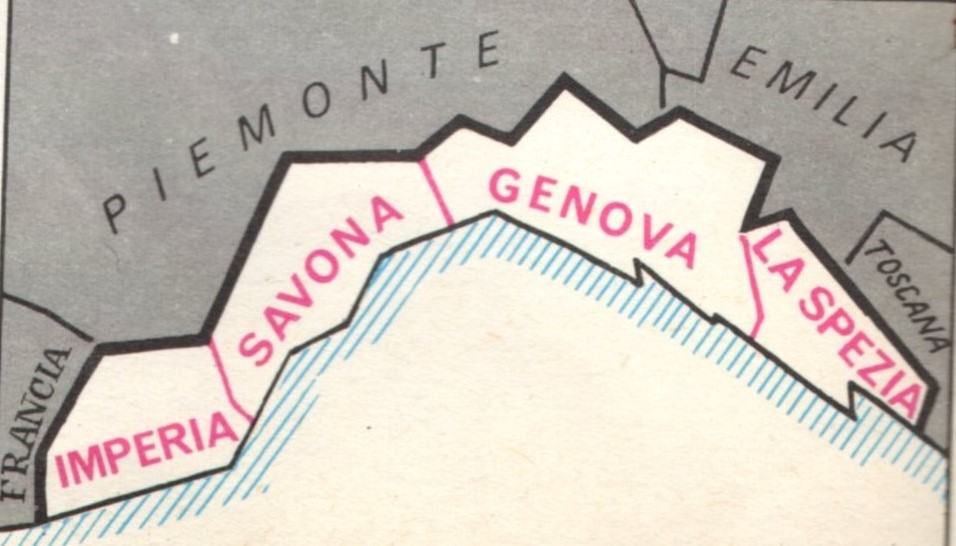 PIEMONTE
EMILIA
GENOVA
SAVONA
LA SPEZIA
TOSCANA
FRANCIA
IMPERIA